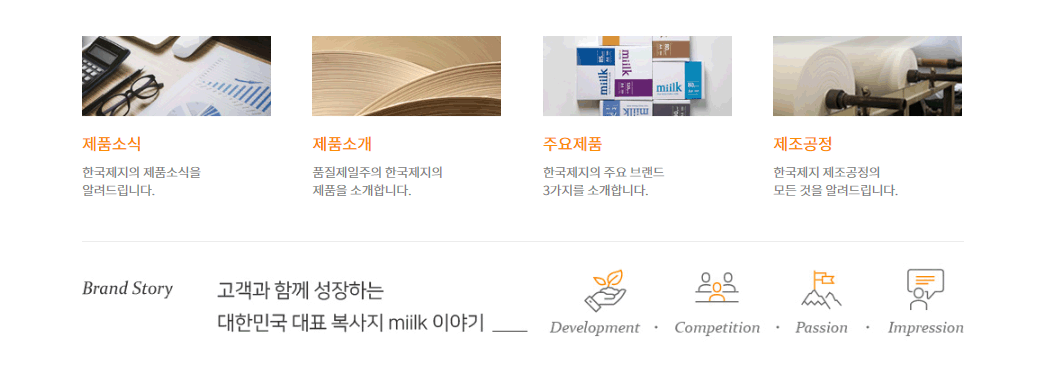 miilk
miilk
miilk
제품소식
한국제지의 제품소식을
알려드립니다.
제품소개
품질제일주의 한국제지의
제품을 소개합니다.
주요제품
한국제지의 주요 브랜드
3가지를 소개합니다.
제조공정
한국제지 제조공정의
모든 것을 알려드립니다.
Brand Story
고객과 함께 성장하는
대한민국 대표 복사지 miilk 이야기
Development · Competition · Passion · Impression